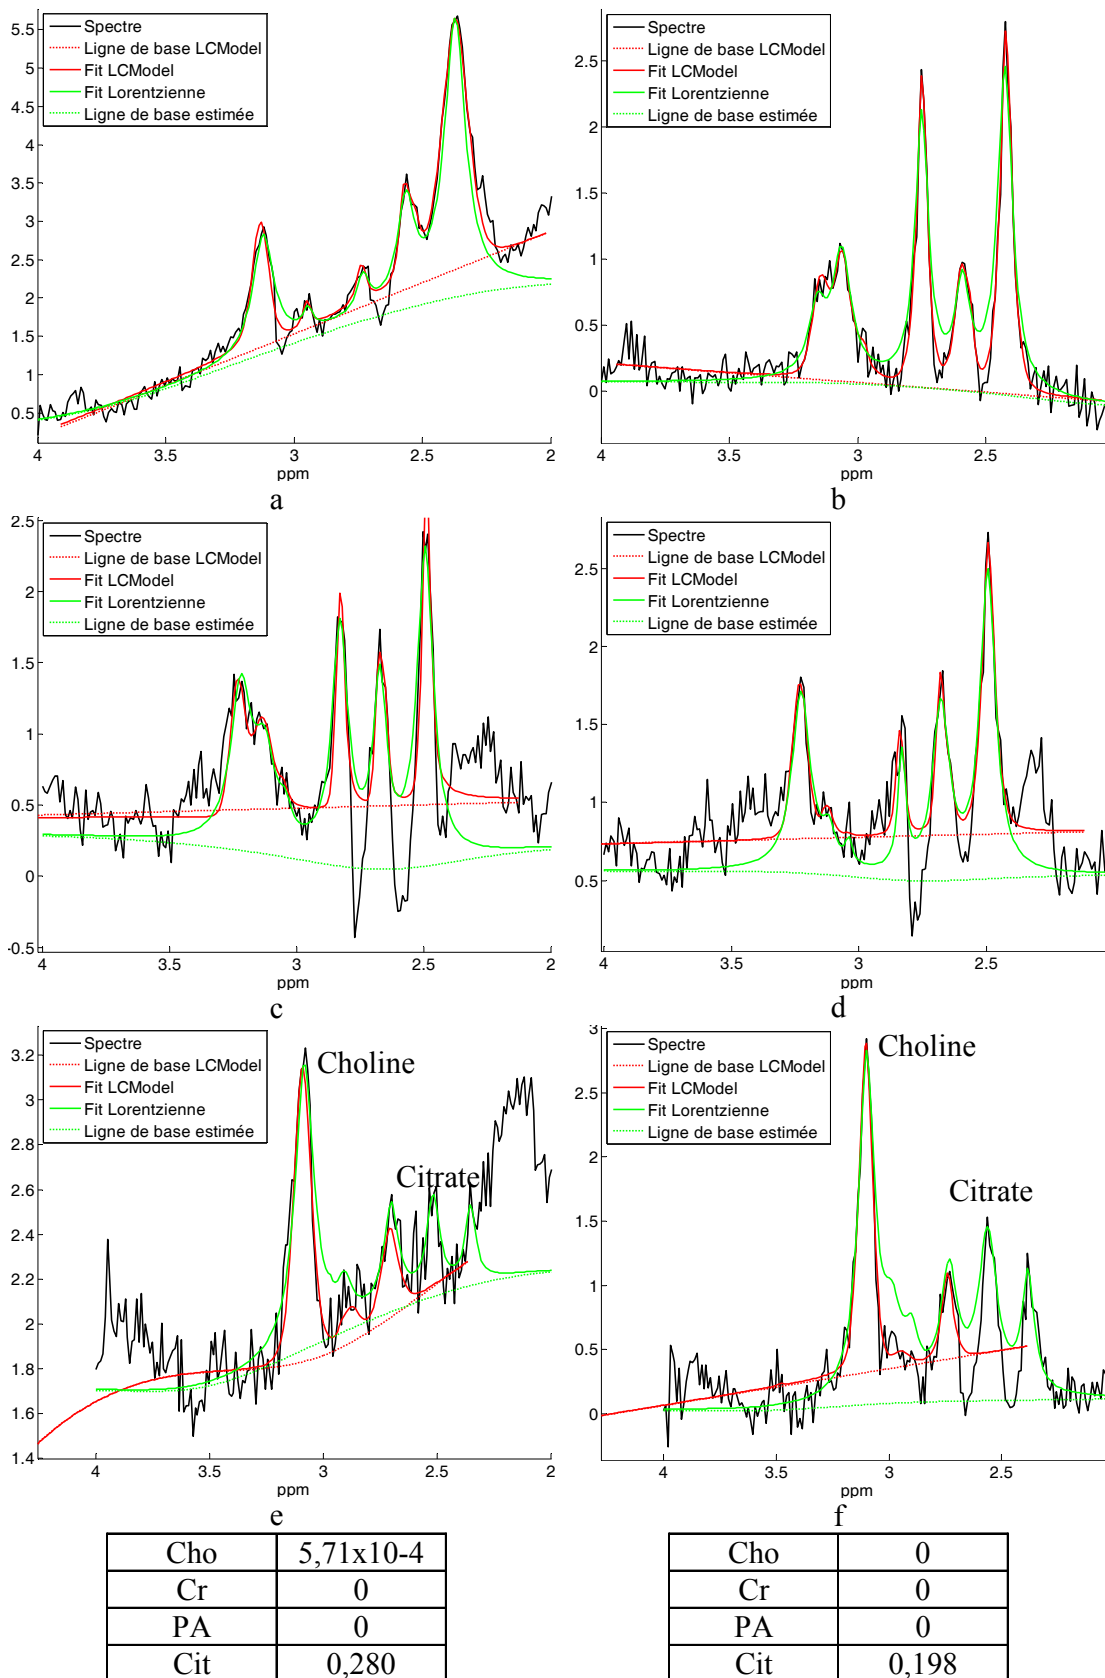 5.5
5
4.5
4
3.5
3
2.5
2
1.5
1
0.5
Spectre
Ligne de base LCModel
Fit LCModel
Fit Lorentzienne
Ligne de base estimée
4 3.5 3 2.5 2
ppm
a
2.5
2
1.5
1
0.5
0
Spectre
Ligne de base LCModel
Fit LCModel
Fit Lorentzienne
Ligne de base estimée
4 3.5 3 2.5
ppm
b
2.5
2
1.5
1
0.5
0
-0.5
Spectre
Ligne de base LCModel
Fit LCModel
Fit Lorentzienne
Ligne de base estimée
4 3.5 3 2.5 2
ppm
c
2.5
2
1.5
1
0.5
Spectre
Ligne de base LCModel
Fit LCModel
Fit Lorentzienne
Ligne de base estimée
4 3.5 3 2.5
ppm
d
3.2
3
2.8
2.6
2.4
2.2
2
1.8
1.6
1.4
Spectre
Ligne de base LCModel
Fit LCModel
Fit Lorentzienne
Ligne de base estimée
Choline
Citrate
4 3.5 3 2.5 2
ppm
e
3
2.5
2
1.5
1
0.5
0
Spectre
Ligne de base LCModel
Fit LCModel
Fit Lorentzienne
Ligne de base estimée
Choline
Citrate
4 3.5 3 2.5
ppm
f
Cho 5,71x10-4
Cr 0
PA 0
Cit 0,280
Cho 0
Cr 0
PA 0
Cit 0,198